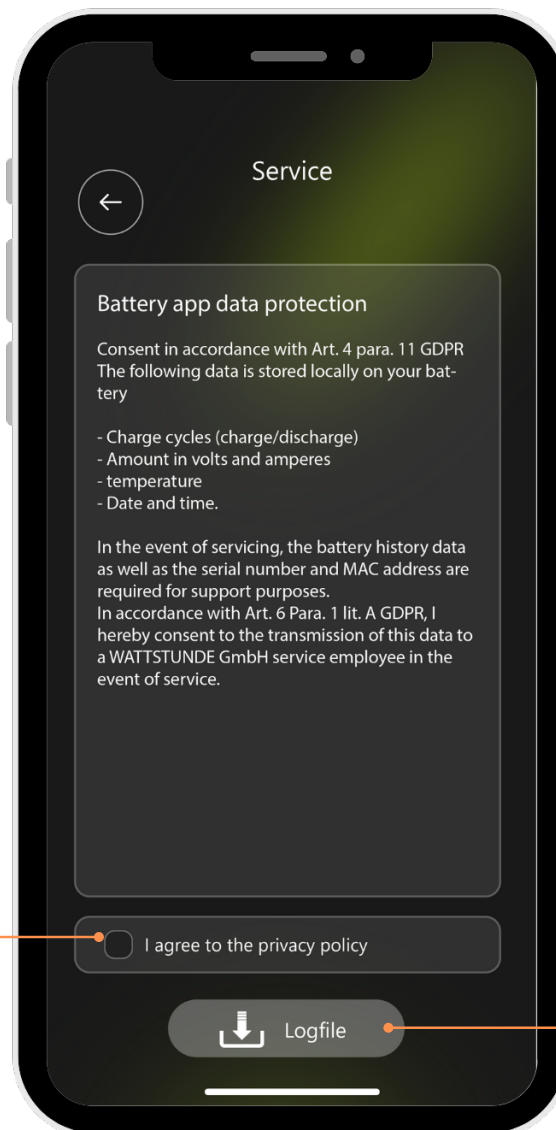 Service
Battery app data protection
Consent in accordance with Art. 4 para. 11 GDPR
The following data is stored locally on your bat-
tery
- Charge cycles (charge/discharge)
- Amount in volts and amperes
- temperature
- Date and time.
In the event of servicing, the battery history data
as well as the serial number and MAC address are
required for support purposes.
In accordance with Art. 6 Para. 1 lit. A GDPR, I
hereby consent to the transmission of this data to
a WATTSTUNDE GmbH service employee in the
event of service.
I agree to the privacy policy
Logfile